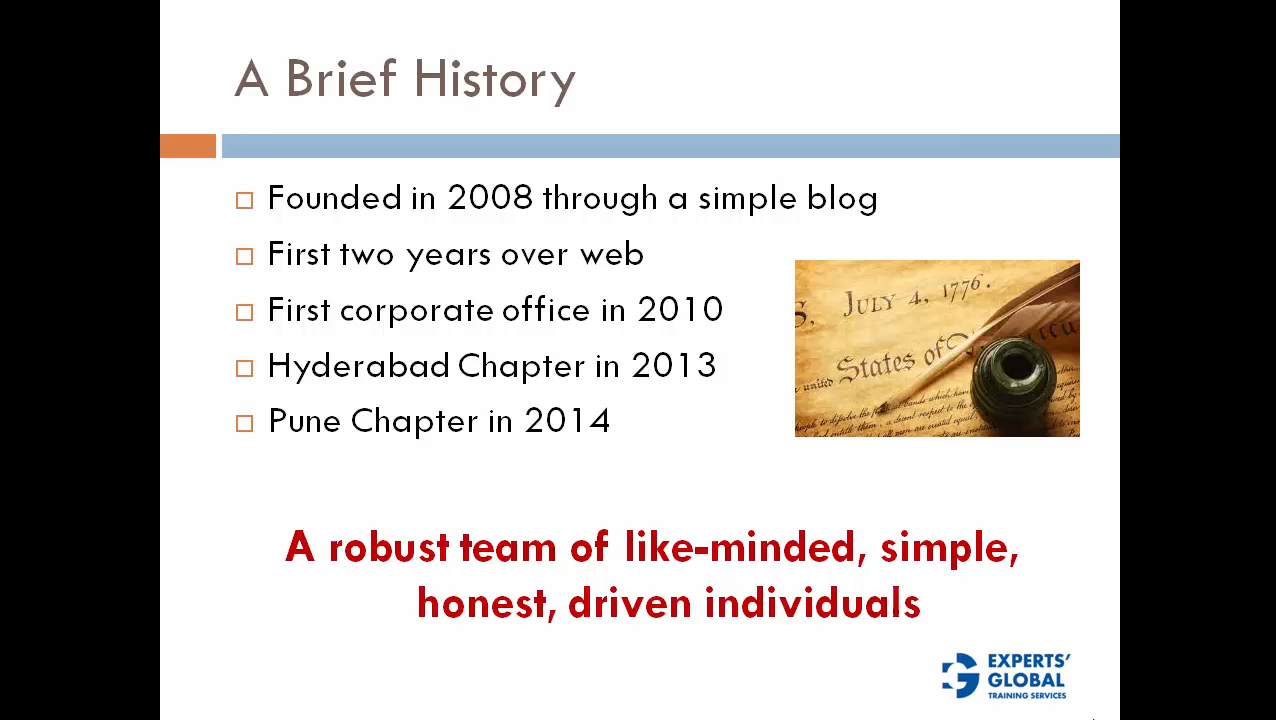 A Brief History
Founded in 2008 through a simple blog
First two years over web
First corporate office in 2010
Hyderabad Chapter in 2013
Pune Chapter in 2014
S, JULY 4, 1776.
united States of America
A robust team of like-minded, simple,
honest, driven individuals
EXPERTS’
GLOBAL
TRAINING SERVICES